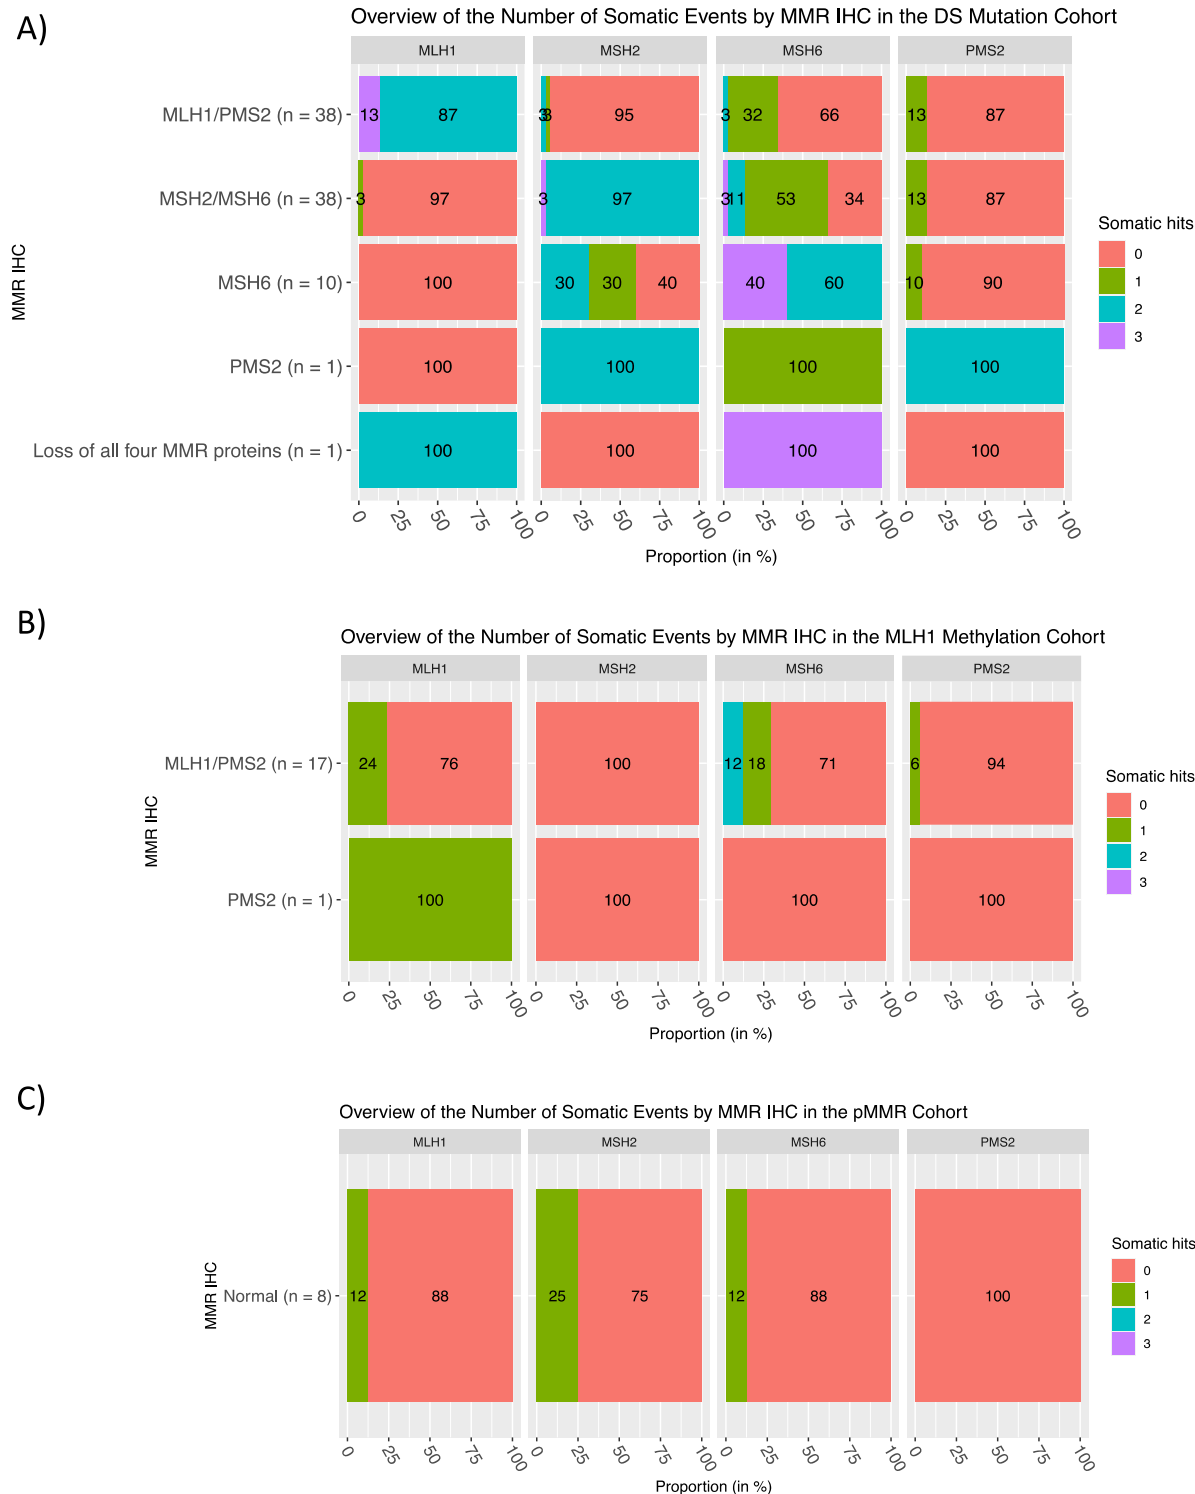 A)
Overview of the Number of Somatic Events by MMR IHC in the DS Mutation Cohort
MLH1 MSH2 MSH6 PMS2
MLH1/PMS2 (n = 38) 13 87 3 3 95 3 32 66 13 87
MSH2/MSH6 (n = 38) 3 97 3 97 3 11 53 34 13 87
MSH6 (n = 10) 100 30 30 40 40 60 10 90
PMS2 (n = 1) 100 100 100 100
Loss of all four MMR proteins (n = 1) 100 100 100 100
0 25 50 75 100 0 25 50 75 100 0 25 50 75 100 0 25 50 75 100
Proportion (in %)
MMR IHC
Somatic hits
0
1
2
3
B)
Overview of the Number of Somatic Events by MMR IHC in the MLH1 Methylation Cohort
MLH1 MSH2 MSH6 PMS2
MLH1/PMS2 (n = 17) 24 76 100 12 18 71 6 94
PMS2 (n = 1) 100 100 100 100
0 25 50 75 100 0 25 50 75 100 0 25 50 75 100 0 25 50 75 100
Proportion (in %)
MMR IHC
Somatic hits
0
1
2
3
C)
Overview of the Number of Somatic Events by MMR IHC in the pMMR Cohort
MLH1 MSH2 MSH6 PMS2
Normal (n = 8) 12 88 25 75 12 88 100
0 25 50 75 100 0 25 50 75 100 0 25 50 75 100 0 25 50 75 100
Proportion (in %)
MMR IHC
Somatic hits
0
1
2
3